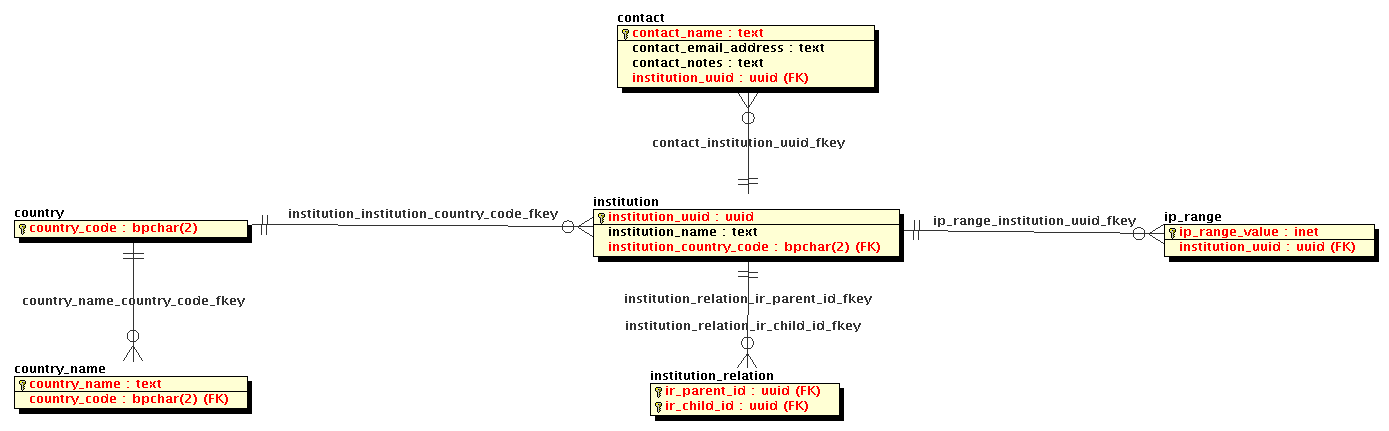 contact
contact_name : text
contact_email_address : text
contact_notes : text
institution_uuid : uuid (FK)
contact_institution_uuid_fkey
country
country_code : bpchar(2)
institution_institution_country_code_fkey
institution
institution_uuid : uuid
institution_name : text
institution_country_code : bpchar(2) (FK)
ip_range_institution_uuid_fkey
ip_range
ip_range_value : inet
institution_uuid : uuid (FK)
country_name_country_code_fkey
institution_relation_ir_parent_id_fkey
institution_relation_ir_child_id_fkey
country_name
country_name : text
country_code : bpchar(2) (FK)
institution_relation
ir_parent_id : uuid (FK)
ir_child_id : uuid (FK)